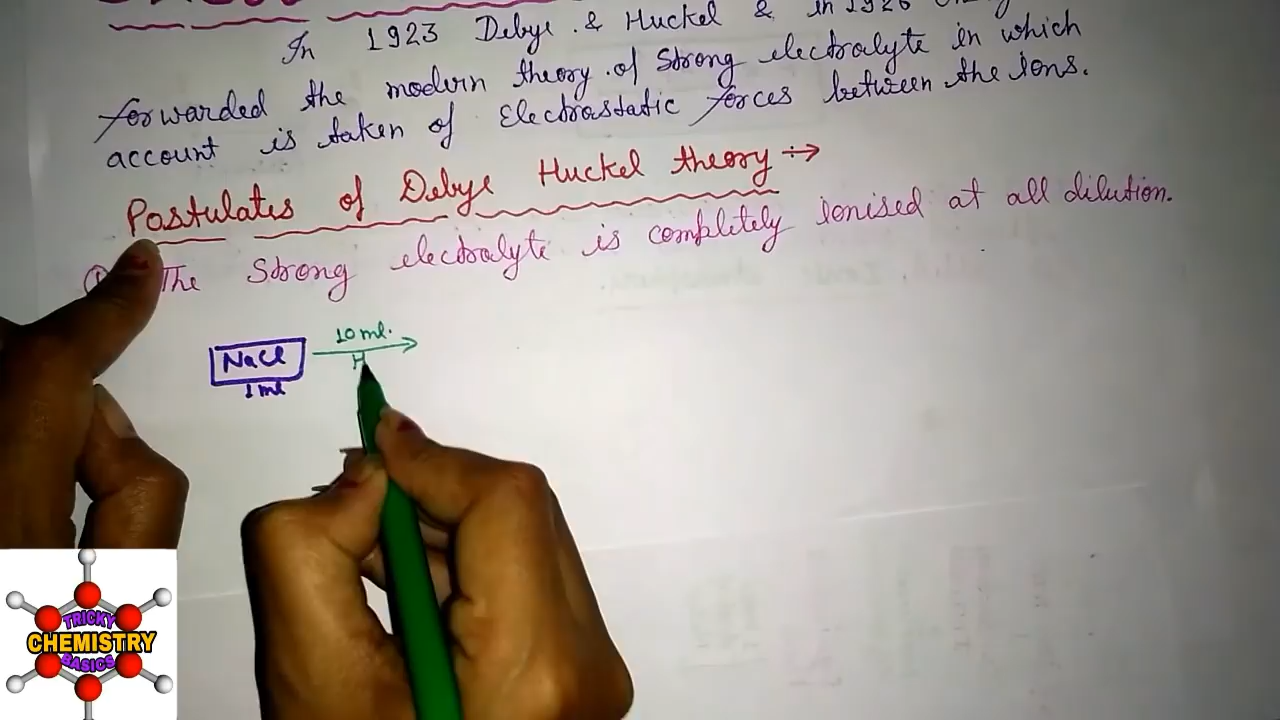 In 1923 Debye & Huckel & in 1926
forwarded the modern theory of strong electrolyte in which
account is taken of Electrostatic forces between the ions.
Postulates of Debye Huckel theory →
The strong electrolyte is completely ionised at all dilution.
10 ml.
NaCl H
1 ml
TRICKY
CHEMISTRY
BASICS